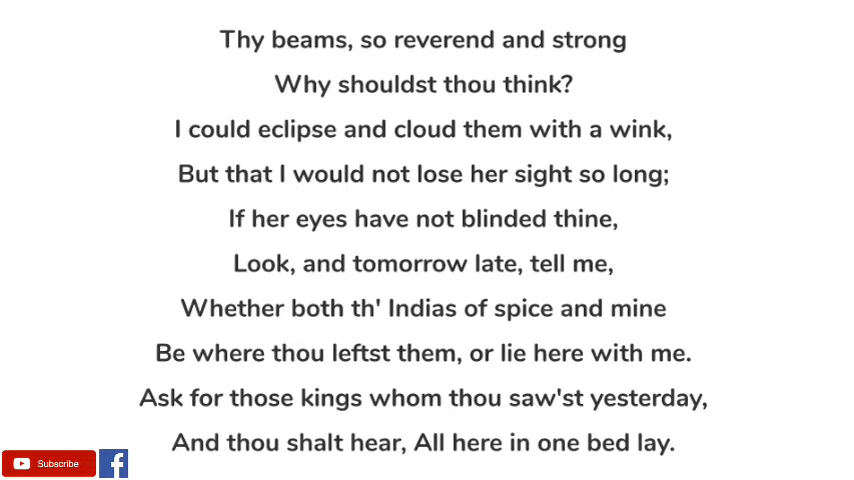 Thy beams, so reverend and strong
Why shouldst thou think?
I could eclipse and cloud them with a wink,
But that I would not lose her sight so long;
If her eyes have not blinded thine,
Look, and tomorrow late, tell me,
Whether both th' Indias of spice and mine
Be where thou leftst them, or lie here with me.
Ask for those kings whom thou saw'st yesterday,
And thou shalt hear, All here in one bed lay.
Subscribe
f